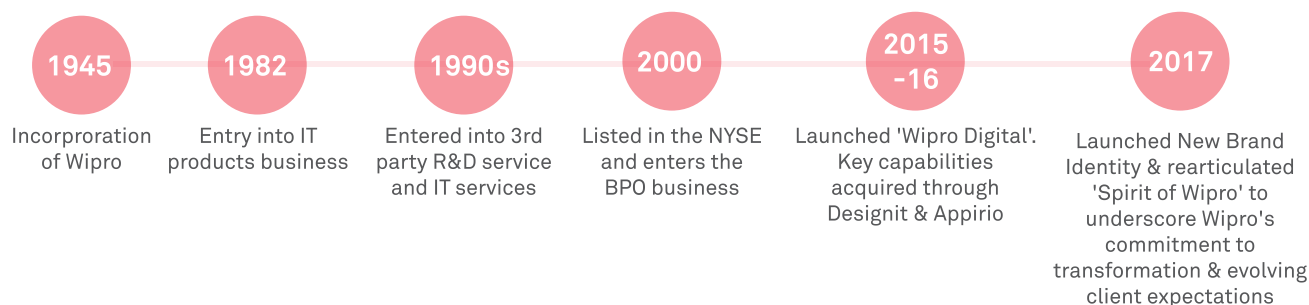 1945
Incorproration
of Wipro
1982
Entry into IT
products business
1990s
Entered into 3rd
party R&D service
and IT services
2000
Listed in the NYSE
and enters the
BPO business
2015
-16
Launched 'Wipro Digital'.
Key capabilities
acquired through
Designit & Appirio
2017
Launched New Brand
Identity & rearticulated
'Spirit of Wipro' to
underscore Wipro's
commitment to
transformation & evolving
client expectations